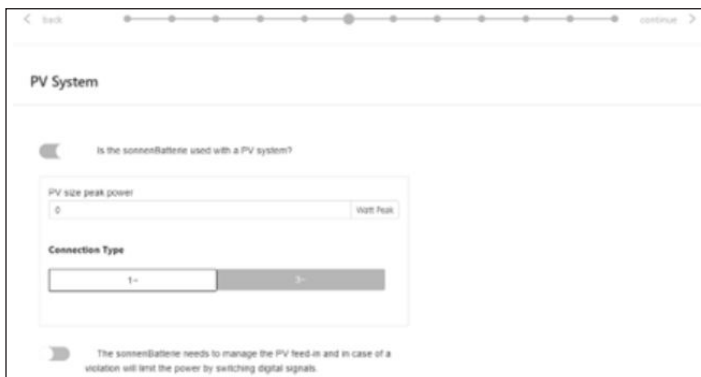 back
continue
PV System
Is the sonnenBatterie used with a PV system?
PV size peak power
0
Watt Peak
Connection Type
1~
3~
The sonnenBatterie needs to manage the PV feed-in and in case of a
violation will limit the power by switching digital signals.